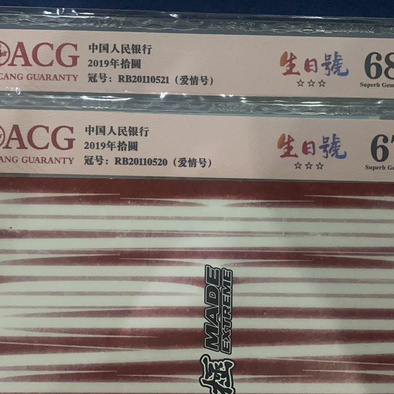 ACG
CANG GUARANTY
中国人民银行
2019年拾圆
冠号：RB20110521（爱情号）
生日號
☆☆☆
68
Superb Gem
ACG
CANG GUARANTY
中国人民银行
2019年拾圆
冠号：RB20110520（爱情号）
生日號
☆☆☆
67
Superb Ge
MADE
EXTREME